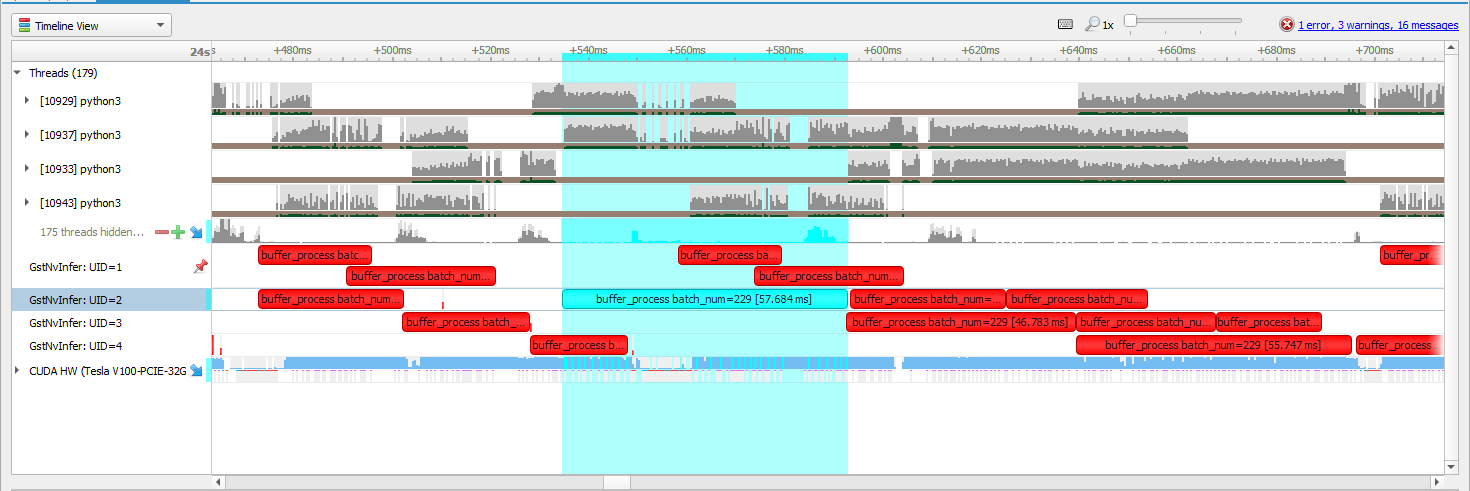 Timeline View
1x
1 error, 3 warnings, 16 messages
24s
+480ms +500ms +520ms +540ms +560ms +580ms +600ms +620ms +640ms +660ms +680ms +700ms
Threads (179)
[10929] python3
[10937] python3
[10933] python3
[10943] python3
175 threads hidden...
GstNvInfer: UID=1
buffer_process batc... buffer_process ba... buffer_pr...
buffer_process batch_num... buffer_process batch_num...
GstNvInfer: UID=2
buffer_process batch_num... buffer_process batch_num=229 [57.684 ms] buffer_process batch_num=... buffer_process batch_nu...
GstNvInfer: UID=3
buffer_process batch_... buffer_process batch_num=229 [46.783 ms] buffer_process batch_nu... buffer_process bat...
GstNvInfer: UID=4
buffer_process b... buffer_process batch_num=229 [55.747 ms] buffer_process batch...
CUDA HW (Tesla V100-PCIE-32G